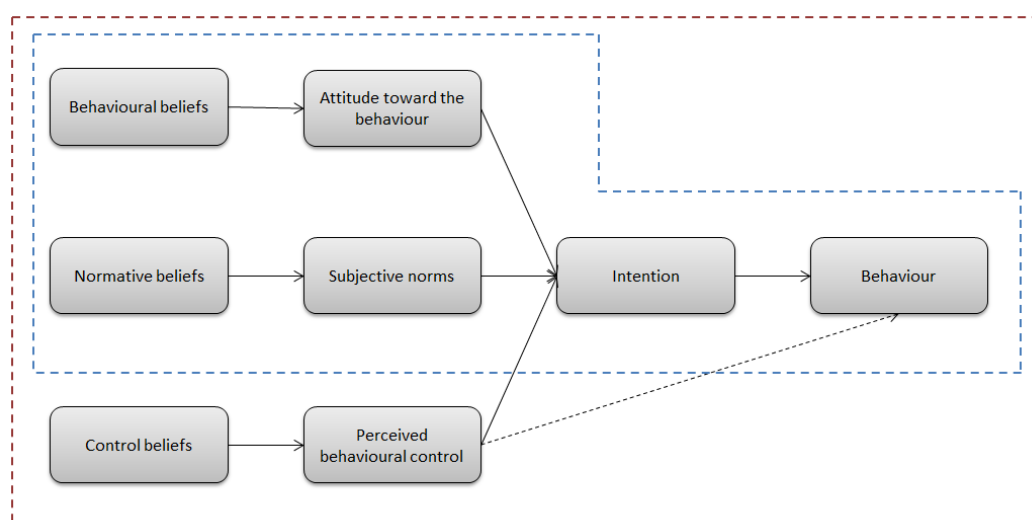 Behavioural beliefs
Attitude toward the
behaviour
Normative beliefs
Subjective norms
Intention
Behaviour
Control beliefs
Perceived
behavioural control